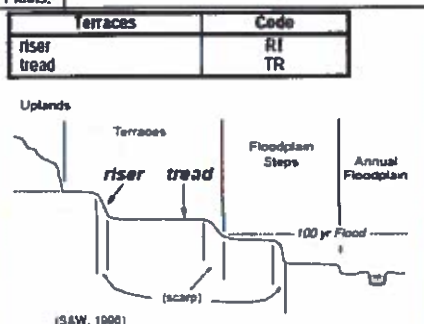 Terraces Code
riser RI
tread TR
Uplands
Terraces
Floodplain
Steps
Annual
Floodplain
riser tread
100 yr Flood
(scarp)
(S&W, 1996)